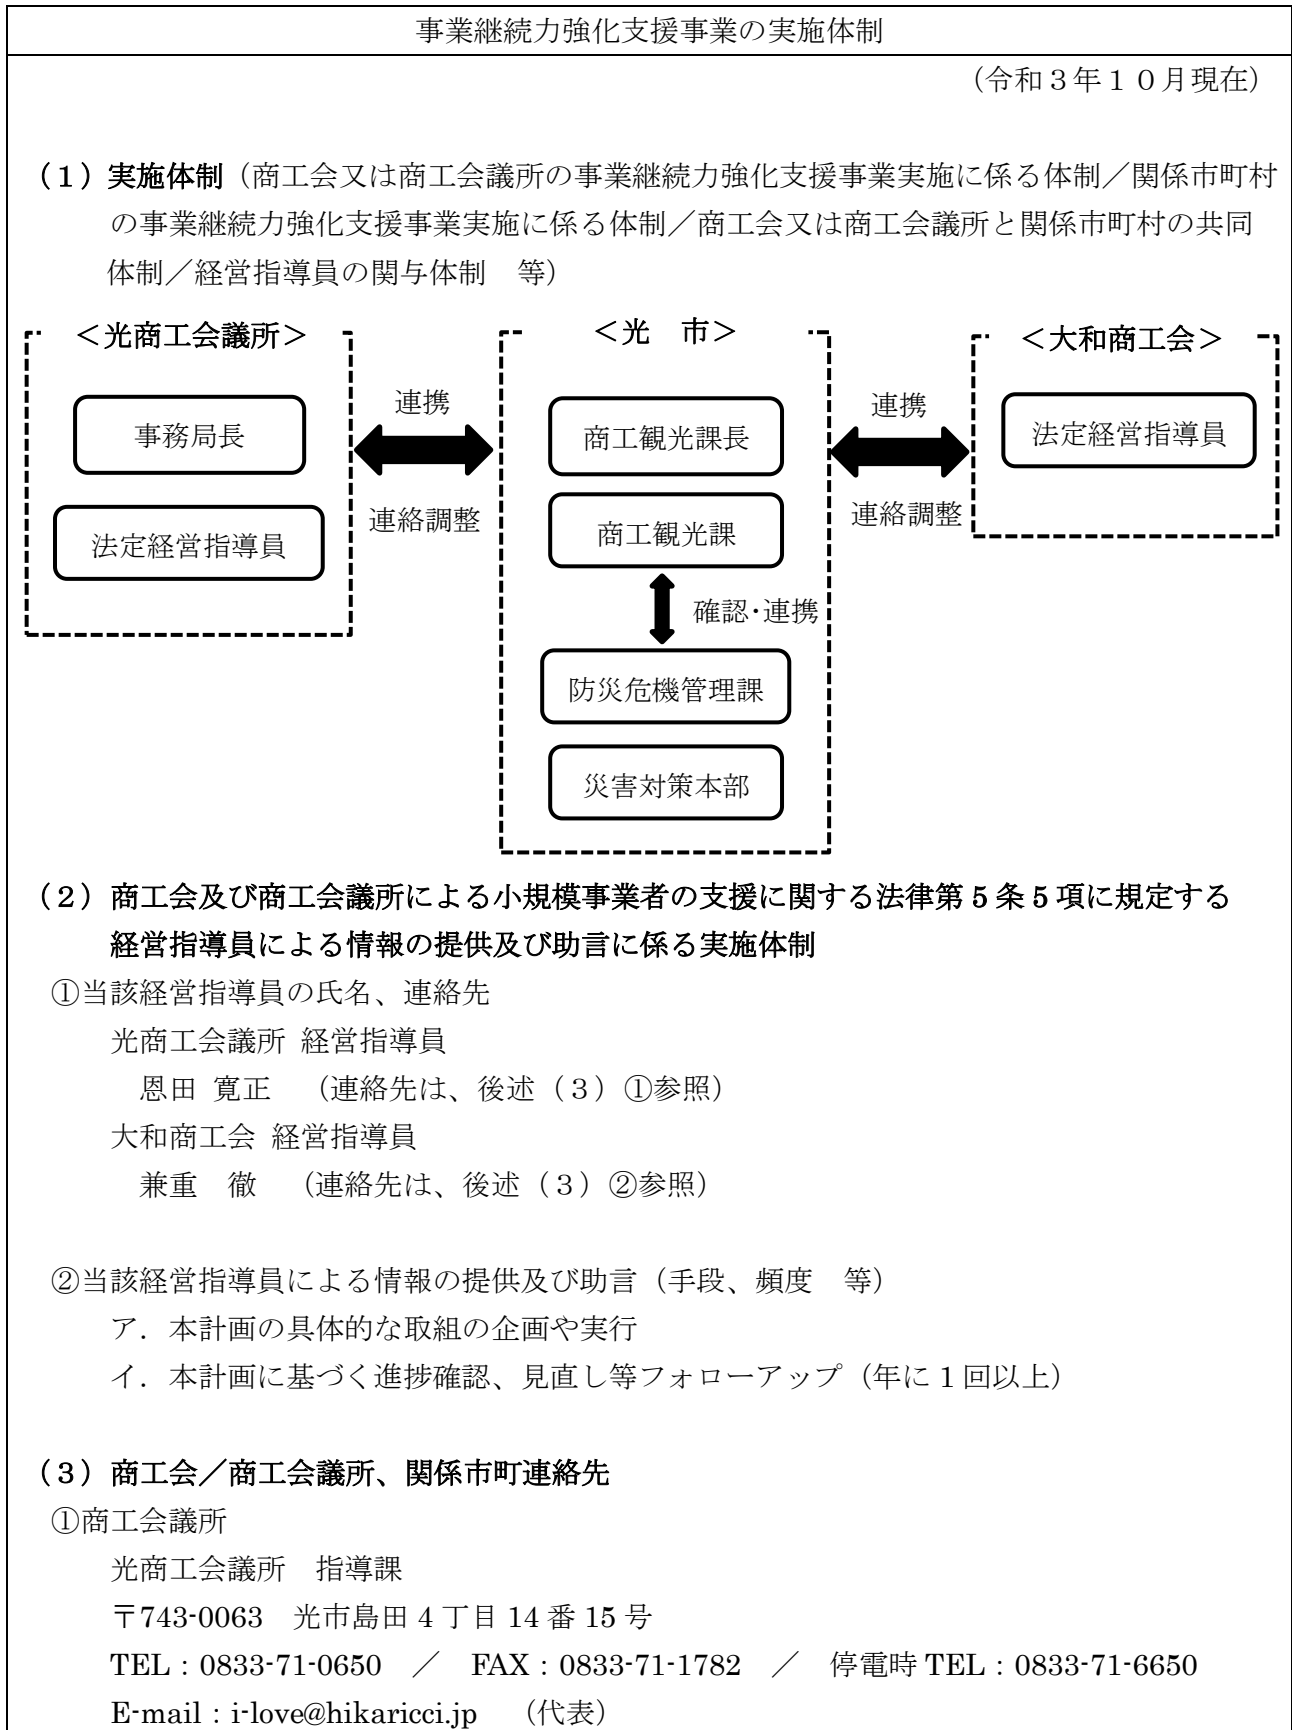 事業継続力強化支援事業の実施体制
（令和３年１０月現在）
（１）実施体制（商工会又は商工会議所の事業継続力強化支援事業実施に係る体制／関係市町村
の事業継続力強化支援事業実施に係る体制／商工会又は商工会議所と関係市町村の共同
体制／経営指導員の関与体制　等）
＜光商工会議所＞
事務局長
法定経営指導員
連携
連絡調整
＜光　市＞
商工観光課長
商工観光課
確認・連携
防災危機管理課
災害対策本部
連携
連絡調整
＜大和商工会＞
法定経営指導員
（２）商工会及び商工会議所による小規模事業者の支援に関する法律第５条５項に規定する
経営指導員による情報の提供及び助言に係る実施体制
①当該経営指導員の氏名、連絡先
光商工会議所 経営指導員
恩田 寛正　（連絡先は、後述（３）①参照）
大和商工会 経営指導員
兼重　徹　（連絡先は、後述（３）②参照）
②当該経営指導員による情報の提供及び助言（手段、頻度　等）
ア．本計画の具体的な取組の企画や実行
イ．本計画に基づく進捗確認、見直し等フォローアップ（年に１回以上）
（３）商工会／商工会議所、関係市町連絡先
①商工会議所
光商工会議所　指導課
〒743-0063　光市島田 4 丁目 14 番 15 号
TEL：0833-71-0650　／　FAX：0833-71-1782　／　停電時 TEL：0833-71-6650
E-mail：i-love@hikaricci.jp　（代表）